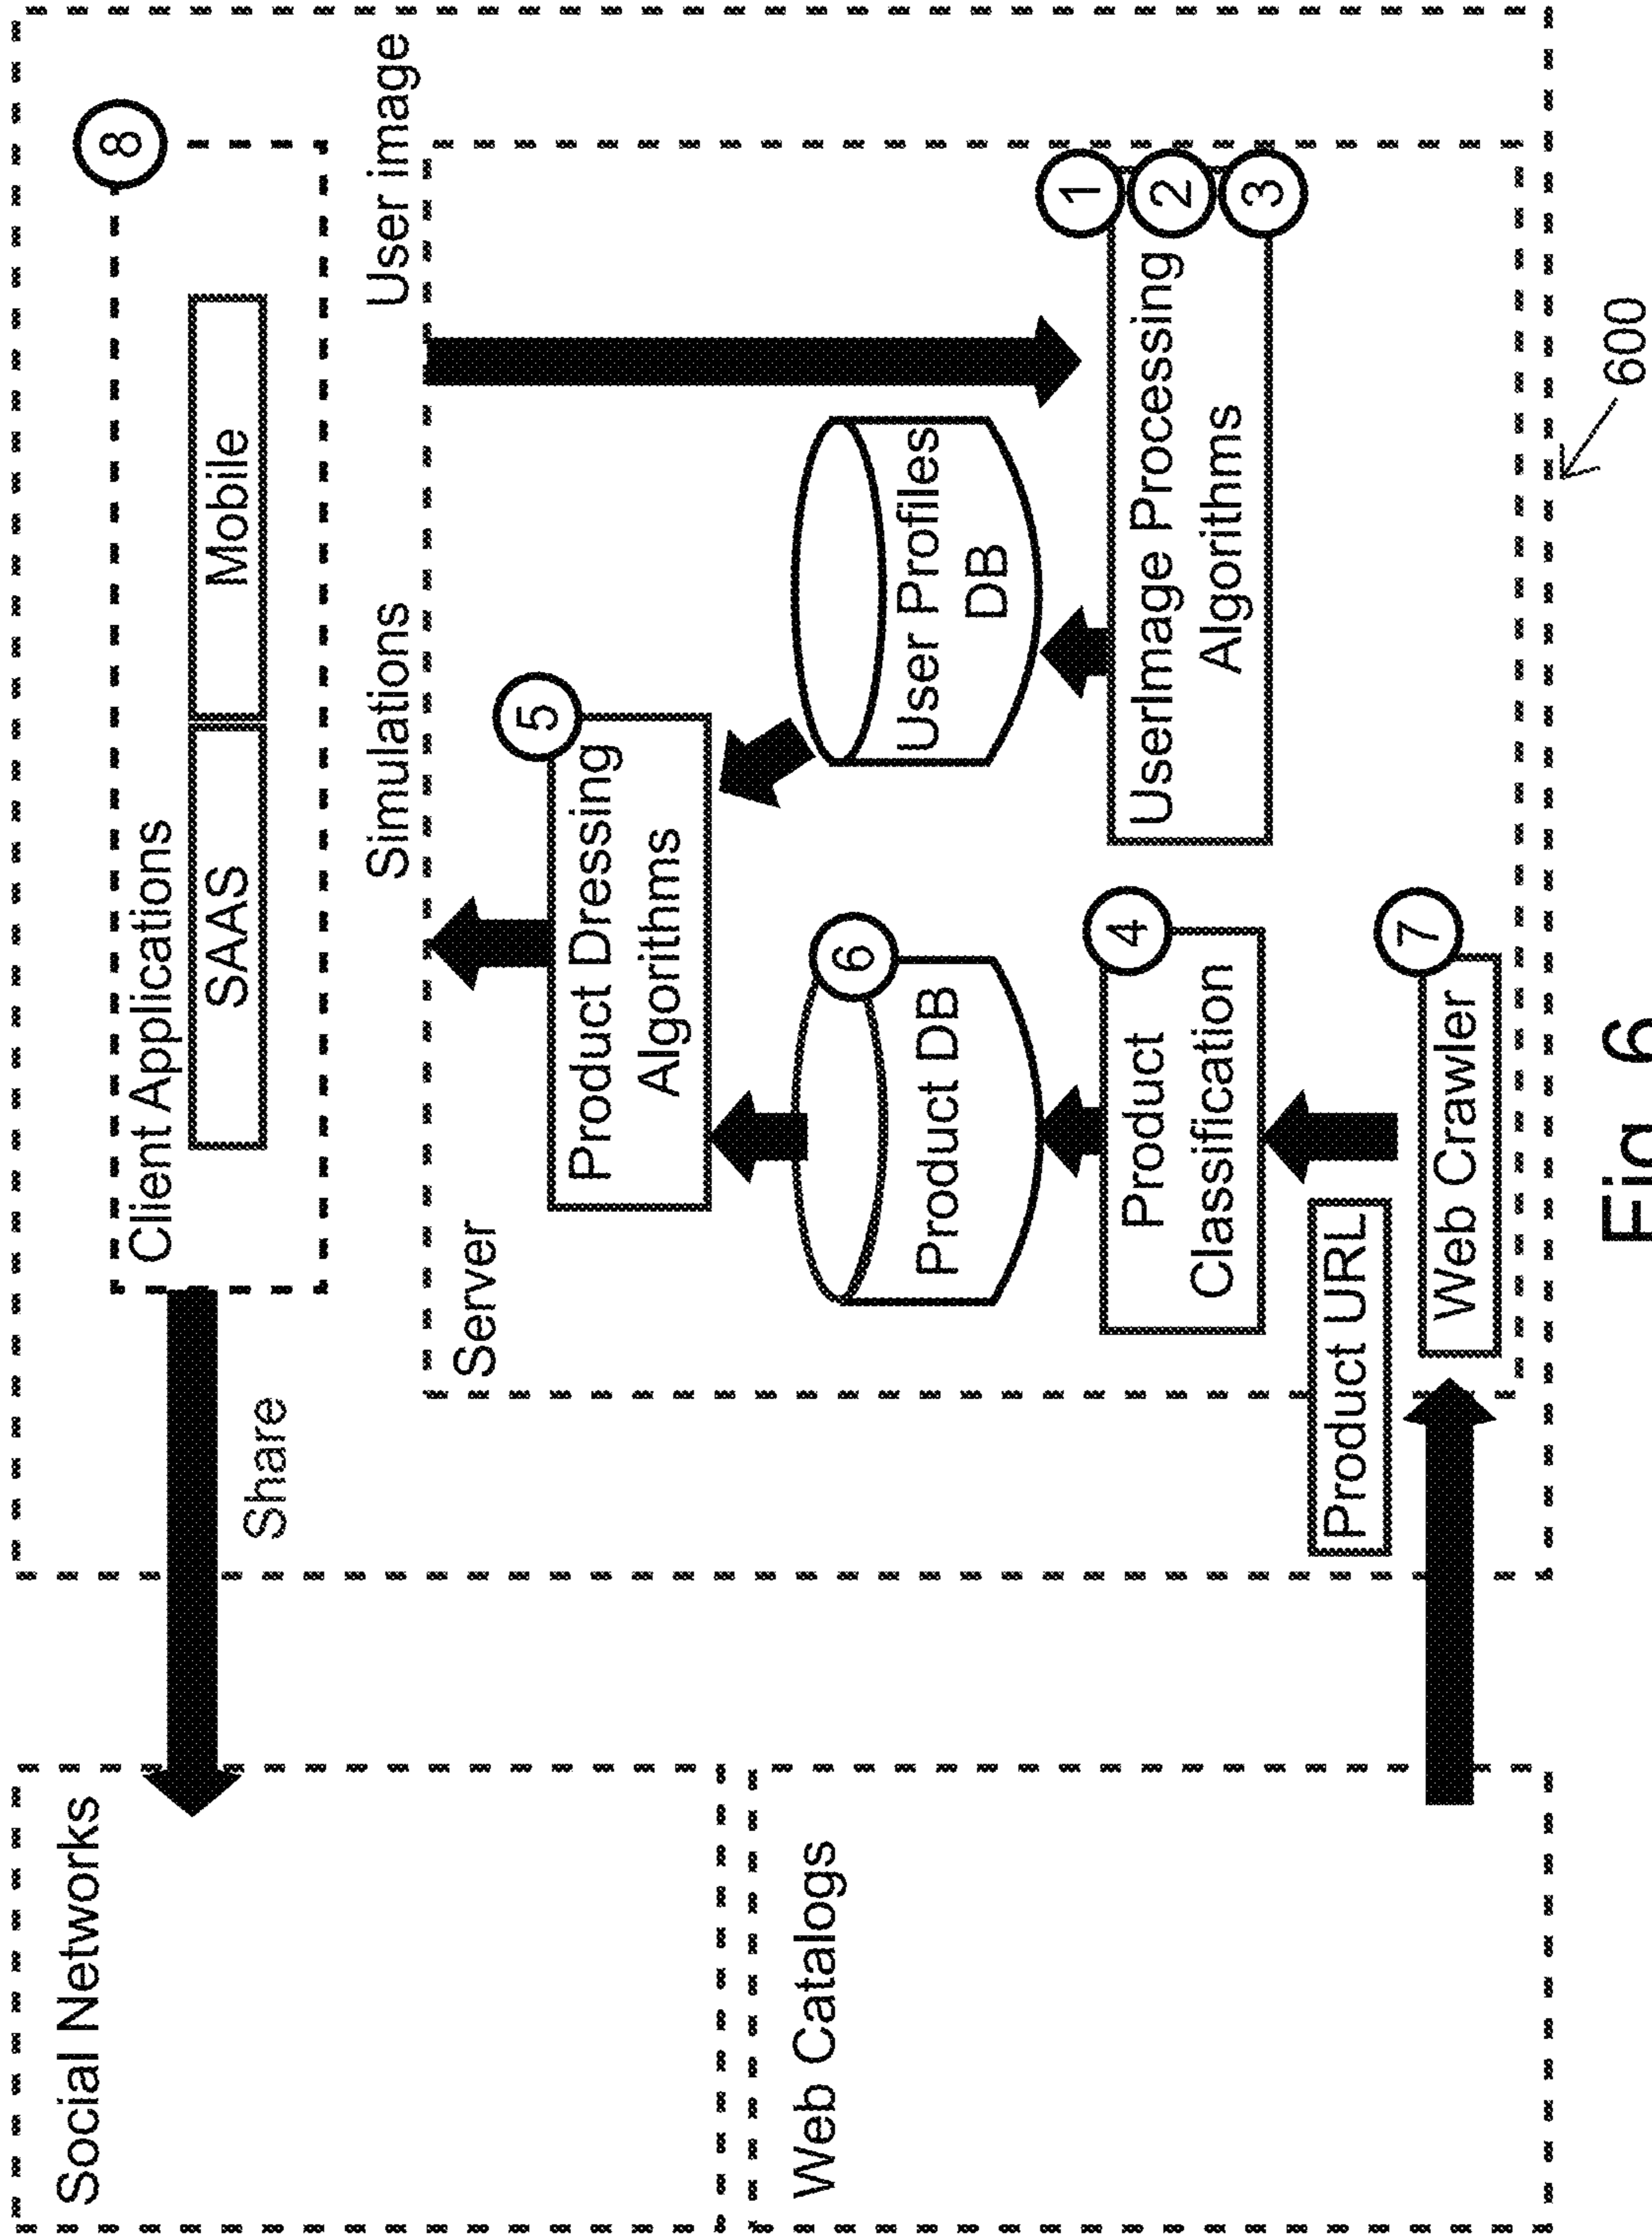 Social Networks
Share
Client Applications
8
SAAS
Mobile
Simulations
User image
Server
5
Product Dressing
Algorithms
Web Catalogs
6
Product DB
User Profiles
DB
4
Product
Classification
1
2
3
UserImage Processing
Algorithms
Product URL
7
Web Crawler
600
Fig. 6